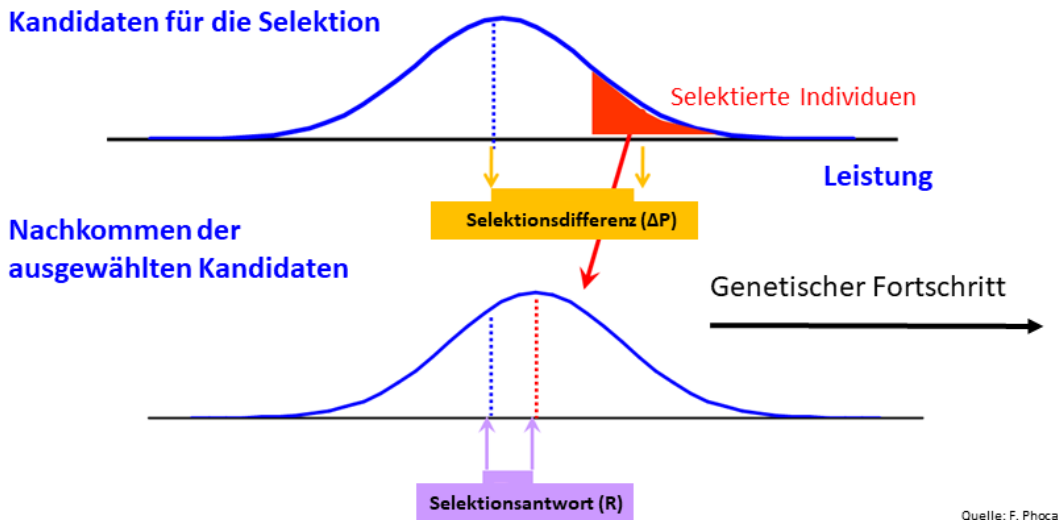 Kandidaten für die Selektion
Selektierte Individuen
Leistung
Selektionsdifferenz (ΔP)
Nachkommen der
ausgewählten Kandidaten
Genetischer Fortschritt
Selektionsantwort (R)
Quelle: F. Phoca